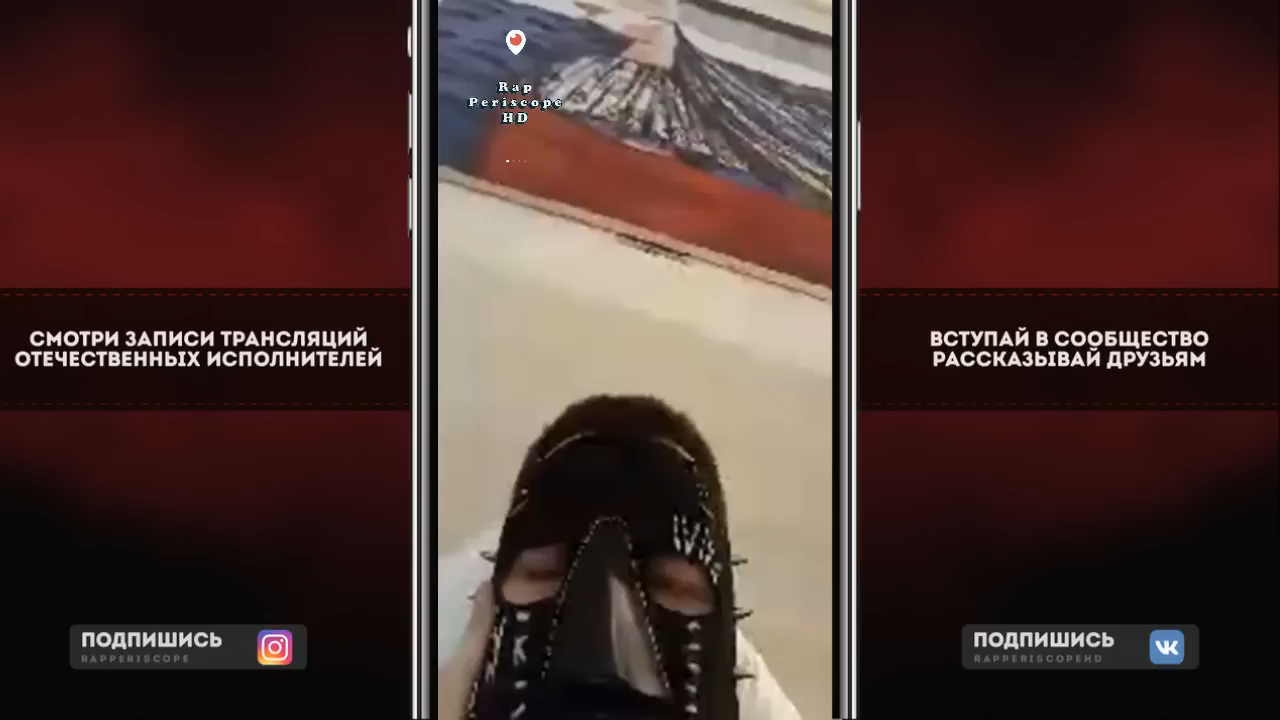 Rap
Periscope
HD
СМОТРИ ЗАПИСИ ТРАНСЛЯЦИЙ
ОТЕЧЕСТВЕННЫХ ИСПОЛНИТЕЛЕЙ
ВСТУПАЙ В СООБЩЕСТВО
РАССКАЗЫВАЙ ДРУЗЬЯМ
ПОДПИШИСЬ
RAPPERISCOPE
ПОДПИШИСЬ
RAPPERISCOPEHD